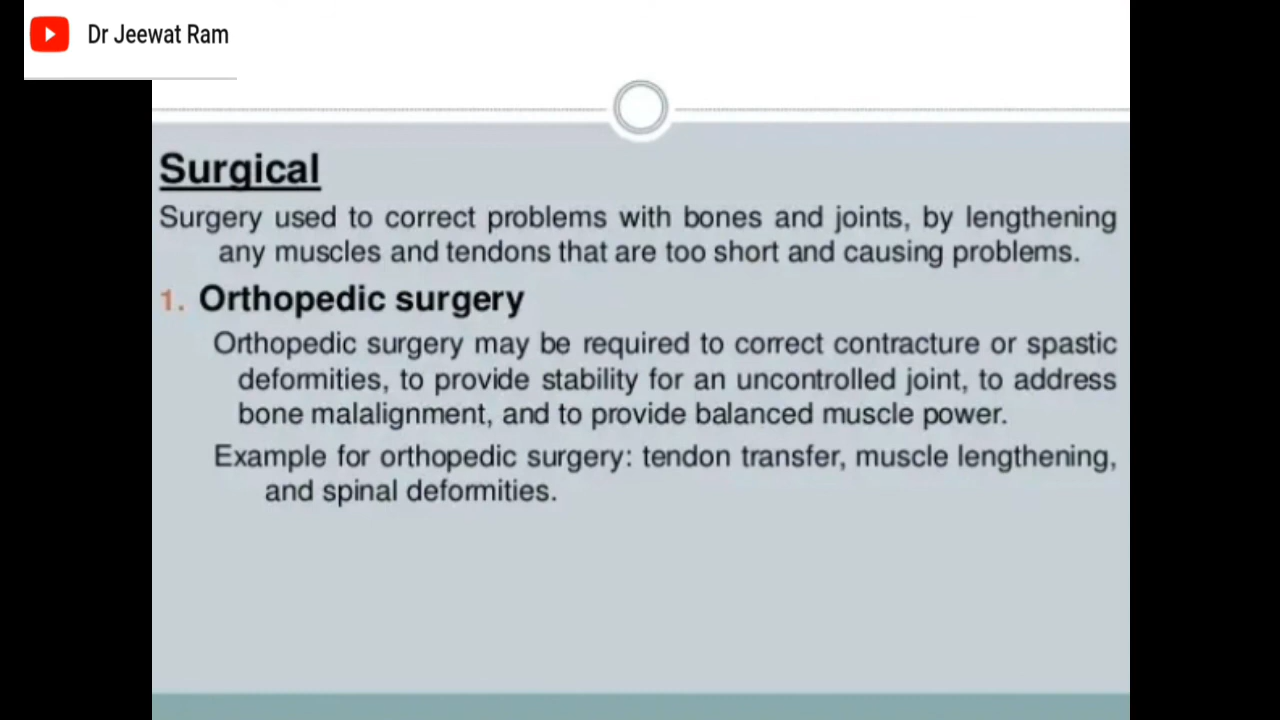 Dr Jeewat Ram
Surgical
Surgery used to correct problems with bones and joints, by lengthening
any muscles and tendons that are too short and causing problems.
1. Orthopedic surgery
Orthopedic surgery may be required to correct contracture or spastic
deformities, to provide stability for an uncontrolled joint, to address
bone malalignment, and to provide balanced muscle power.
Example for orthopedic surgery: tendon transfer, muscle lengthening,
and spinal deformities.